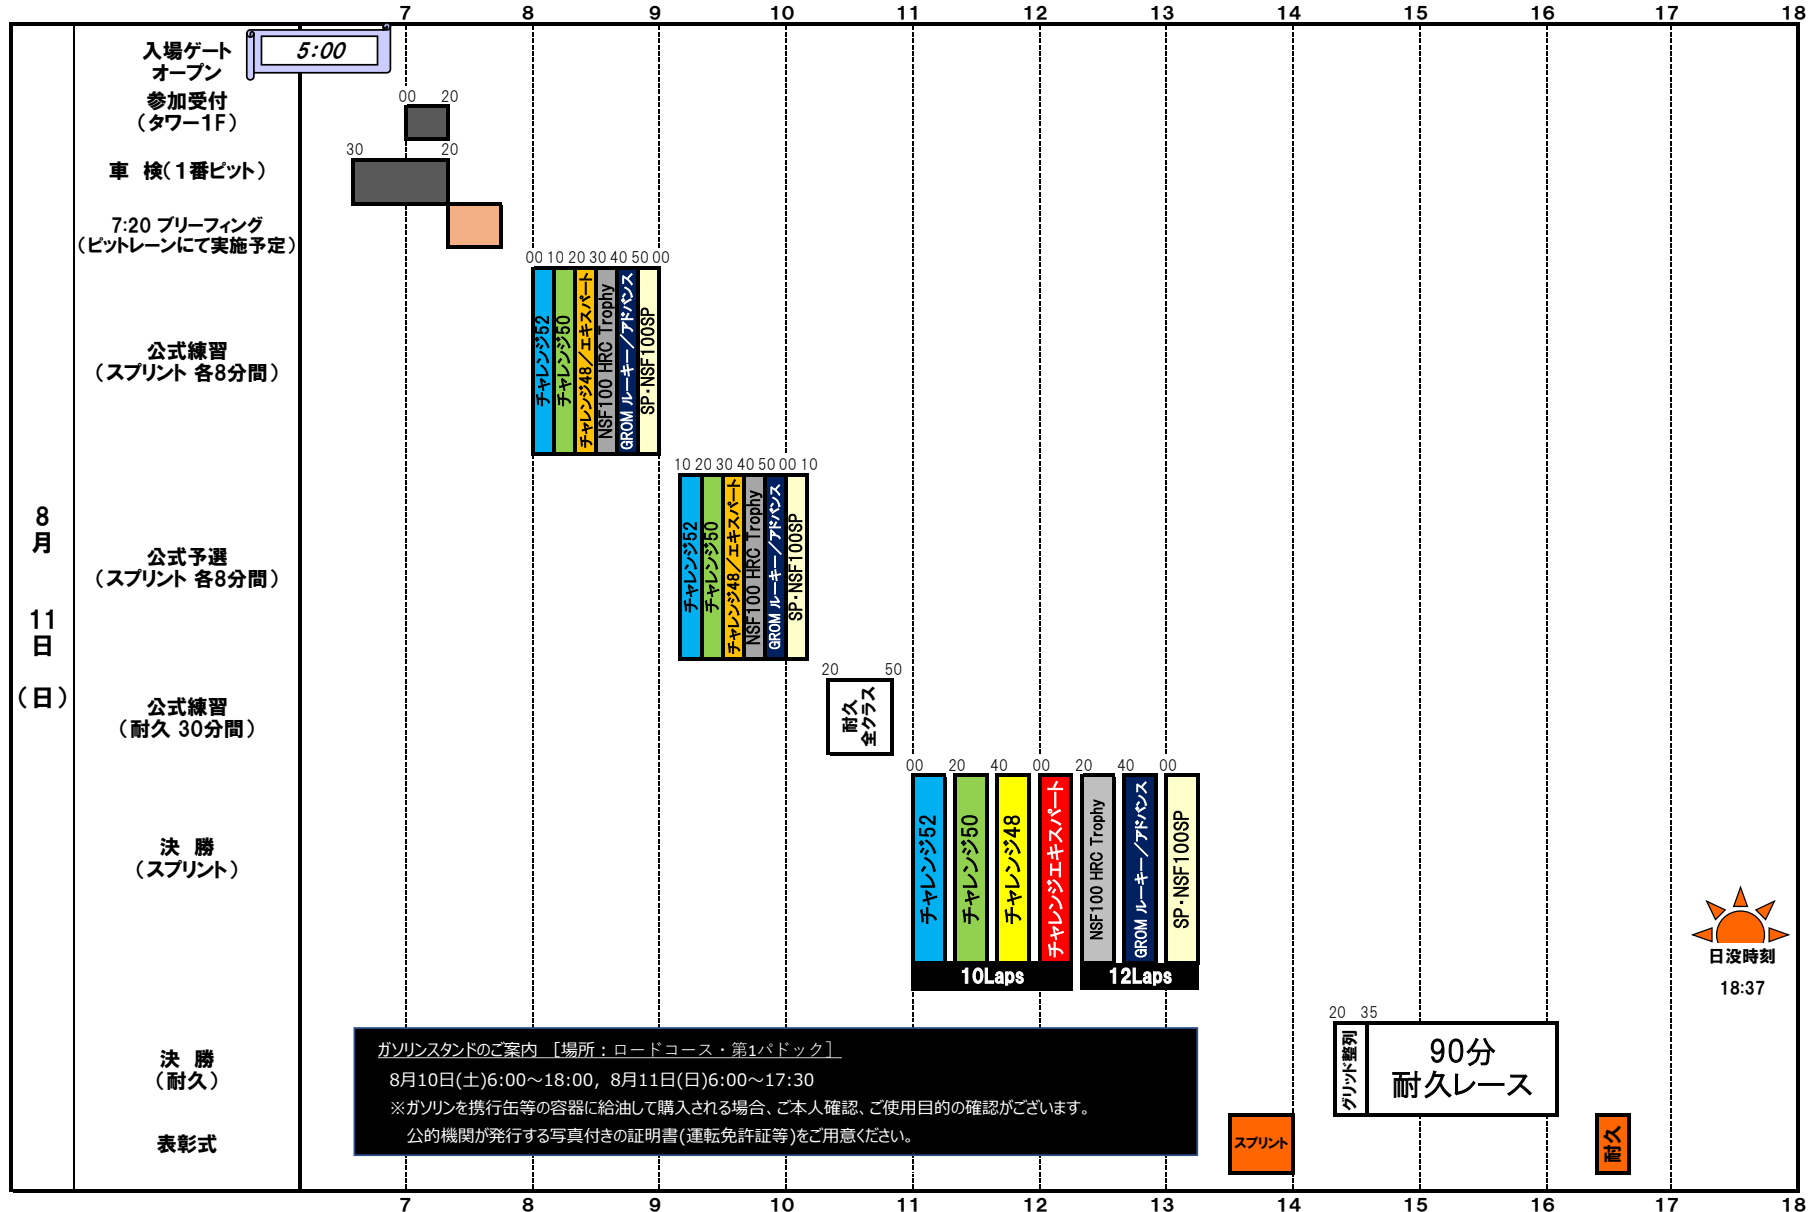 7 8 9 10 11 12 13 14 15 16 17 18
8
月
11
日
（日）
入場ゲート
オープン
5:00
参加受付
（タワー1F）
00 20
車 検（1番ピット）
30 20
7:20 ブリーフィング
（ピットレーンにて実施予定）
公式練習
（スプリント 各8分間）
00 10 20 30 40 50 00
チャレンジ52
チャレンジ50
チャレンジ48／エキスパート
NSF100 HRC Trophy
GROM ルーキー／アドバンス
SP・NSF100SP
公式予選
（スプリント 各8分間）
10 20 30 40 50 00 10
チャレンジ52
チャレンジ50
チャレンジ48／エキスパート
NSF100 HRC Trophy
GROM ルーキー／アドバンス
SP・NSF100SP
公式練習
（耐久 30分間）
20 50
耐久
全クラス
決 勝
（スプリント）
00 20 40 00 20 40 00
チャレンジ52
チャレンジ50
チャレンジ48
チャレンジエキスパート
NSF100 HRC Trophy
GROM ルーキー／アドバンス
SP・NSF100SP
10Laps
12Laps
日没時刻
18:37
決 勝
（耐久）
20 35
グリッド整列
90分
耐久レース
ガソリンスタンドのご案内 ［場所：ロードコース・第1パドック］
8月10日(土)6:00～18:00，8月11日(日)6:00～17:30
※ガソリンを携行缶等の容器に給油して購入される場合、ご本人確認、ご使用目的の確認がございます。
公的機関が発行する写真付きの証明書(運転免許証等)をご用意ください。
表彰式
スプリント
耐久
7 8 9 10 11 12 13 14 15 16 17 18